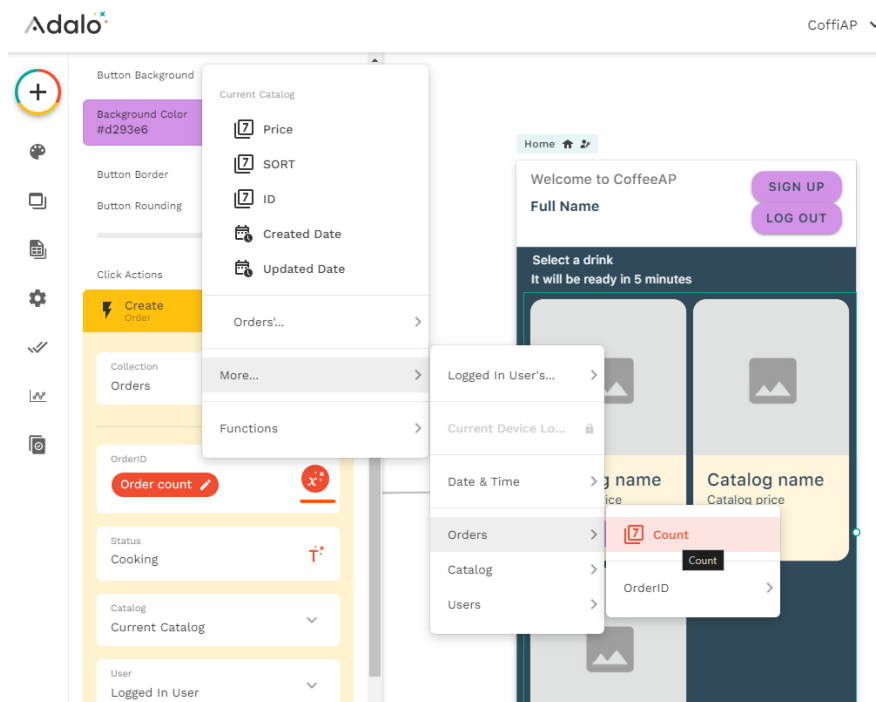 Adalo
CoffiAP
Button Background
Background Color
#d293e6
Button Border
Button Rounding
Click Actions
Create
Order
Collection
Orders
OrderID
Order count
Status
Cooking
Catalog
Current Catalog
User
Logged In User
Current Catalog
Price
SORT
ID
Created Date
Updated Date
Orders'...
More...
Functions
Logged In User's...
Current Device Lo...
Date & Time
Orders
Catalog
Users
Count
Count
OrderID
Home
Welcome to CoffeeAP
Full Name
SIGN UP
LOG OUT
Select a drink
It will be ready in 5 minutes
Catalog name
Catalog price